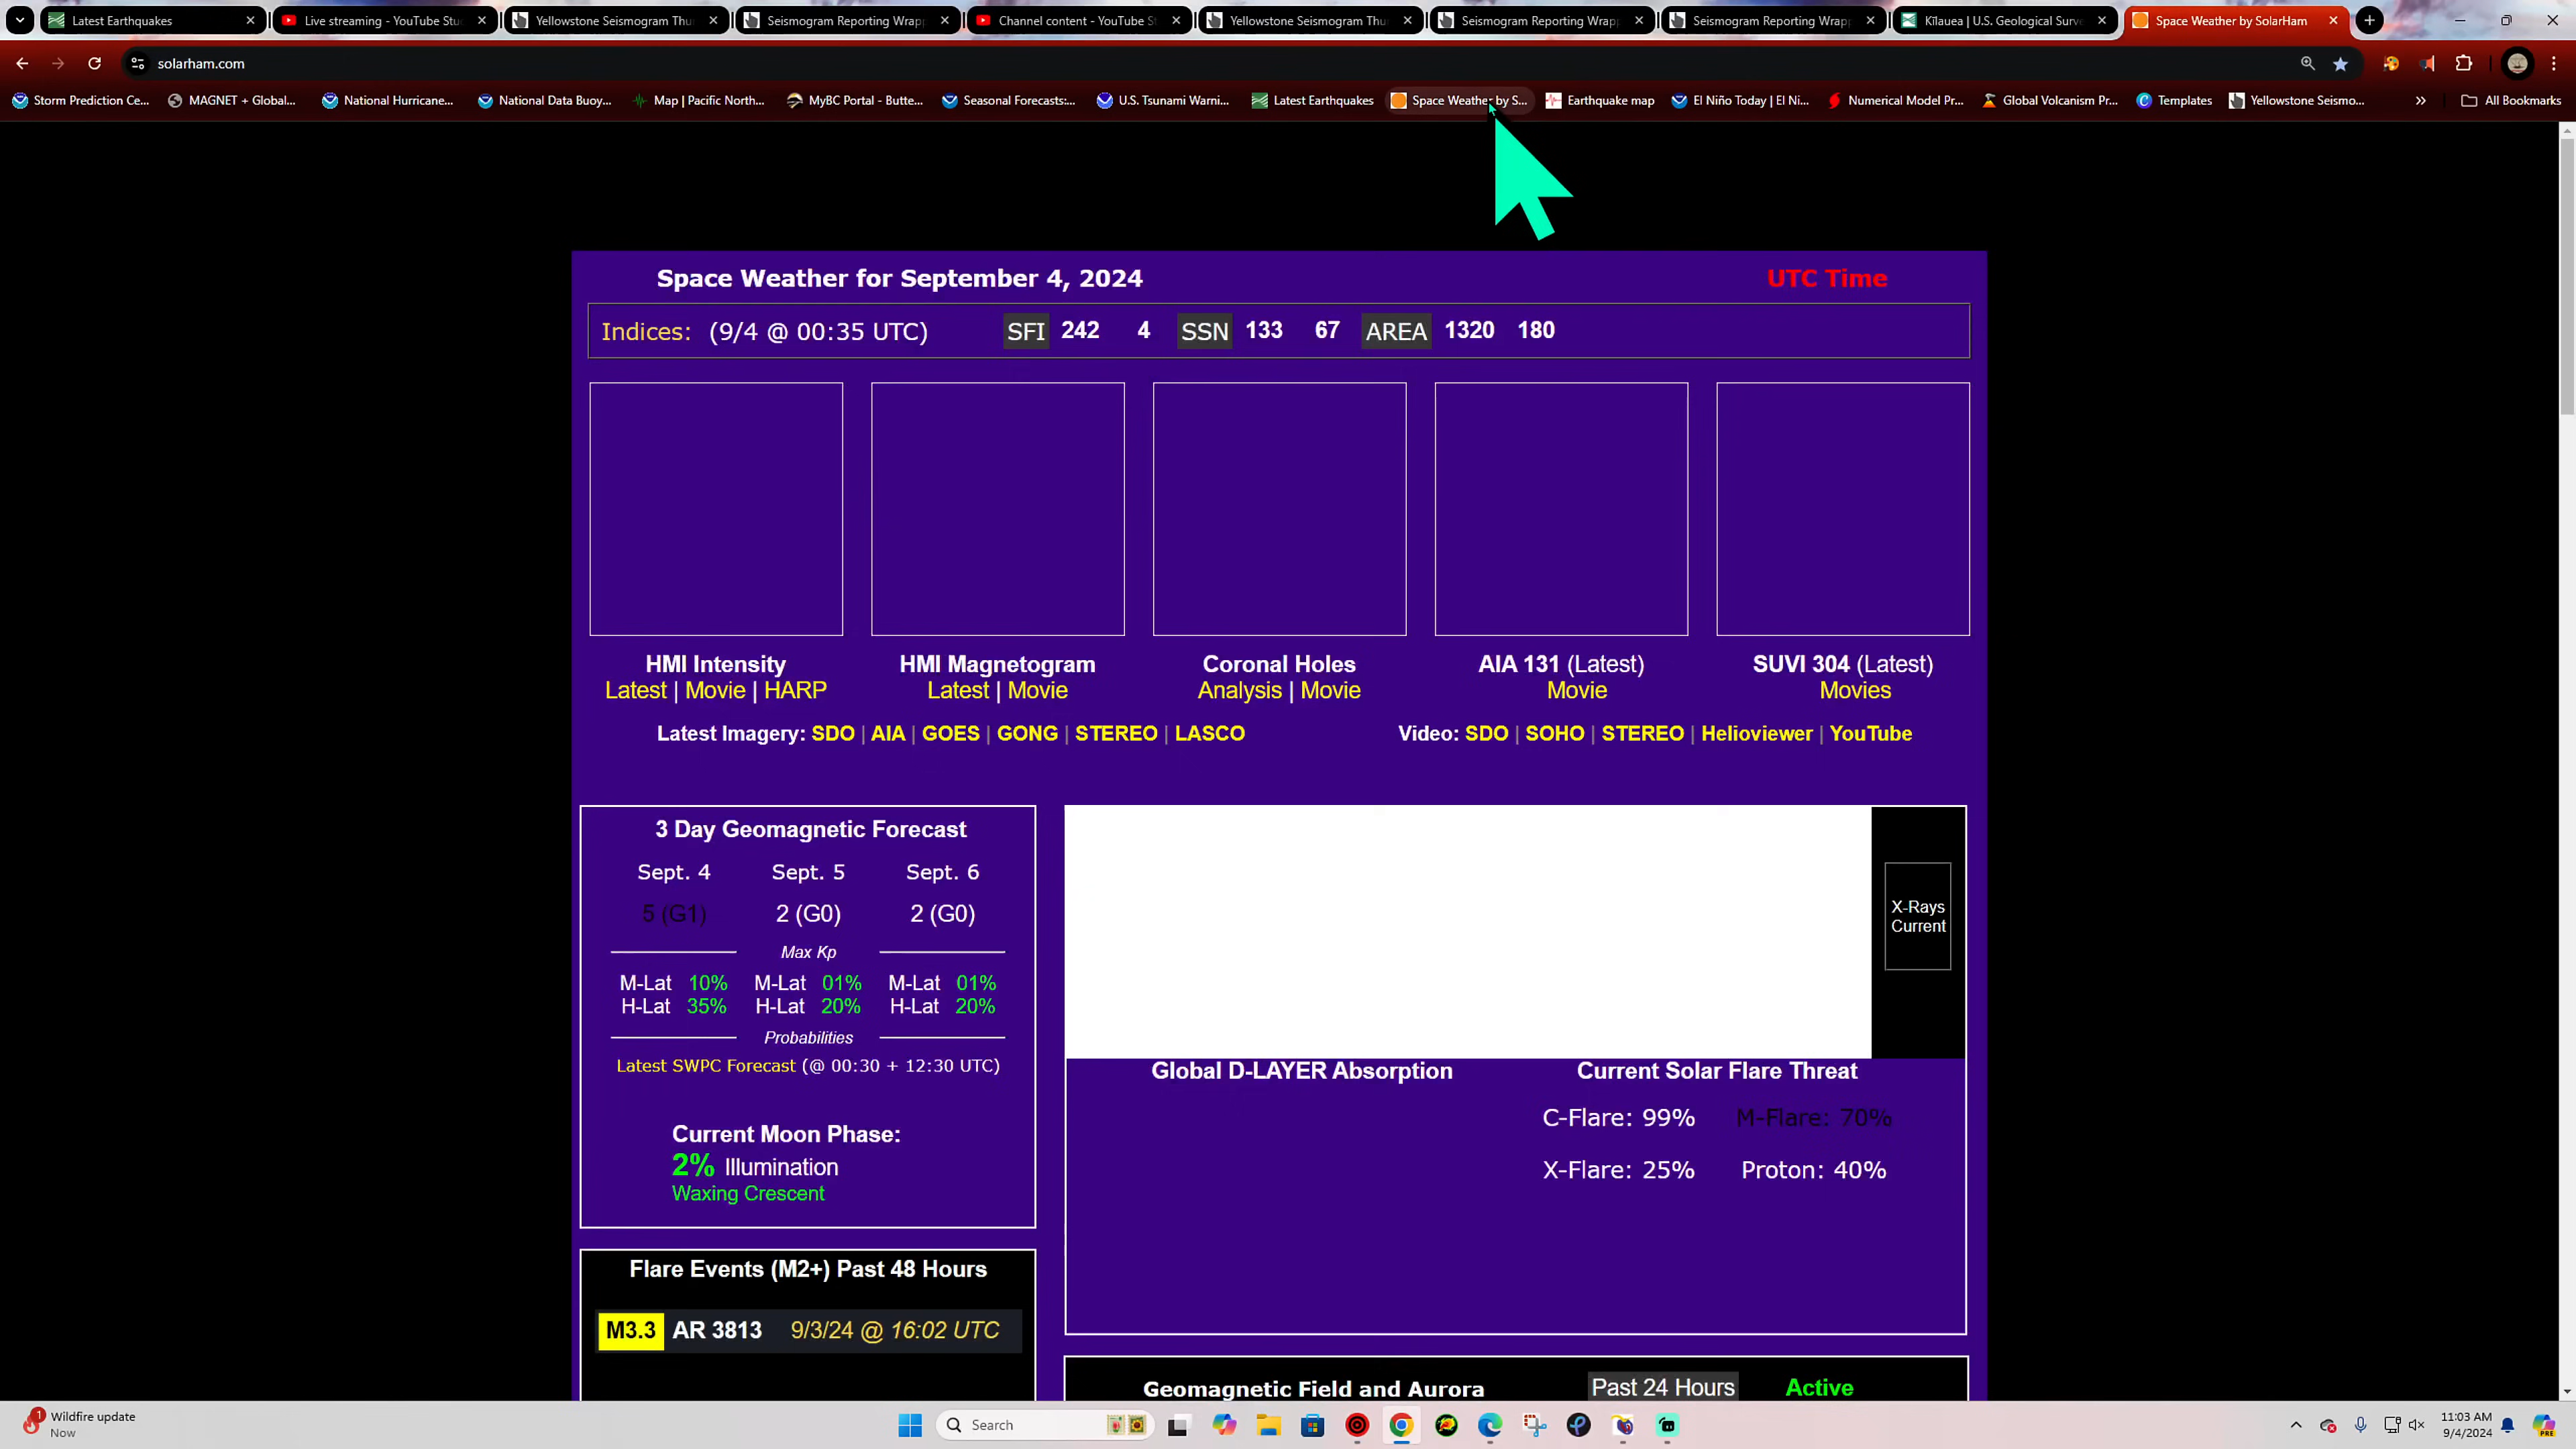 Latest Earthquakes
Live streaming - YouTube Stu
Yellowstone Seismogram Thu
Seismogram Reporting Wrapp
Channel content - YouTube St
Yellowstone Seismogram Thu
Seismogram Reporting Wrapp
Seismogram Reporting Wrapp
Kīlauea | U.S. Geological Surve
Space Weather by SolarHam
solarham.com
Storm Prediction Ce...
MAGNET + Global...
National Hurricane...
National Data Buoy...
Map | Pacific North...
MyBC Portal - Butte...
Seasonal Forecasts:...
U.S. Tsunami Warni...
Latest Earthquakes
Space Weather by S...
Earthquake map
El Niño Today | El Ni...
Numerical Model Pr...
Global Volcanism Pr...
Templates
Yellowstone Seismo...
All Bookmarks
Space Weather for September 4, 2024 UTC Time
Indices: (9/4 @ 00:35 UTC) SFI 242 4 SSN 133 67 AREA 1320 180
HMI Intensity
Latest | Movie | HARP
HMI Magnetogram
Latest | Movie
Coronal Holes
Analysis | Movie
AIA 131 (Latest)
Movie
SUVI 304 (Latest)
Movies
Latest Imagery: SDO | AIA | GOES | GONG | STEREO | LASCO
Video: SDO | SOHO | STEREO | Helioviewer | YouTube
3 Day Geomagnetic Forecast
Sept. 4 Sept. 5 Sept. 6
5 (G1) 2 (G0) 2 (G0)
Max Kp
M-Lat 10% M-Lat 01% M-Lat 01%
H-Lat 35% H-Lat 20% H-Lat 20%
Probabilities
Latest SWPC Forecast (@ 00:30 + 12:30 UTC)
Current Moon Phase:
2% Illumination
Waxing Crescent
X-Rays
Current
Global D-LAYER Absorption
Current Solar Flare Threat
C-Flare: 99% M-Flare: 70%
X-Flare: 25% Proton: 40%
Flare Events (M2+) Past 48 Hours
M3.3 AR 3813 9/3/24 @ 16:02 UTC
Geomagnetic Field and Aurora Past 24 Hours Active
1
Wildfire update
Now
Search
PRE
11:03 AM
9/4/2024